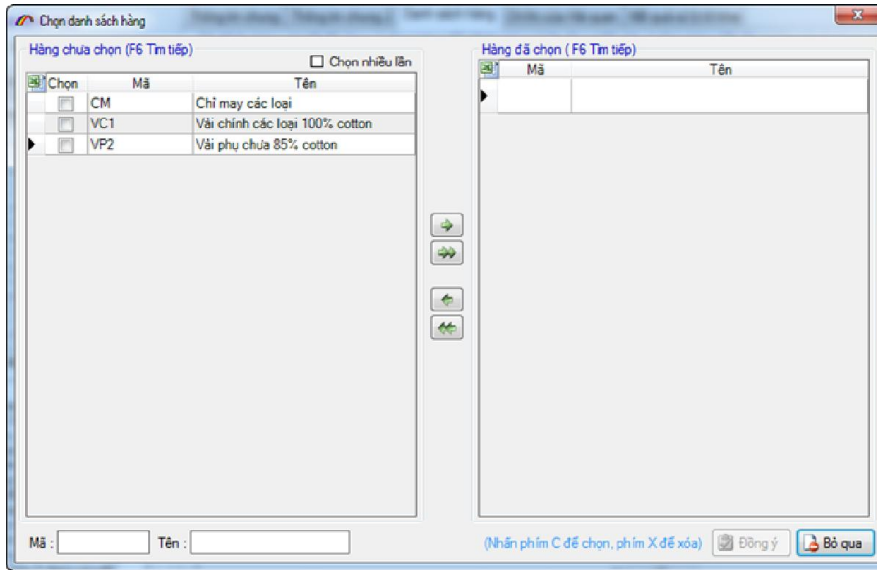 Chọn danh sách hàng
Hàng chưa chọn (F6 Tìm tiếp)
Chọn nhiều lần
Chọn Mã Tên
CM Chỉ may các loại
VC1 Vải chính các loại 100% cotton
VP2 Vải phụ chưa 85% cotton
Hàng đã chọn ( F6 Tìm tiếp)
Mã Tên
Mã : Tên :
(Nhấn phím C để chọn, phím X để xóa) Đồng ý Bỏ qua